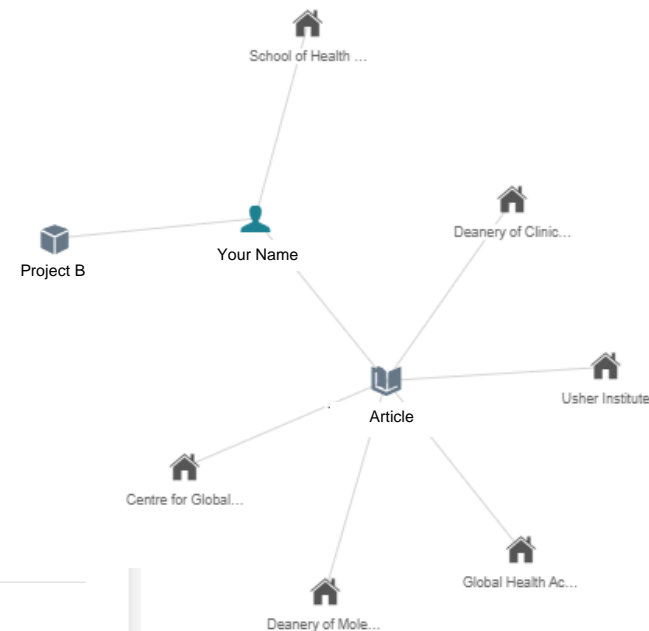 School of Health ...
Deanery of Clinic...
Your Name
Project B
Usher Institute
Article
Centre for Global...
Global Health Ac...
Deanery of Mole...